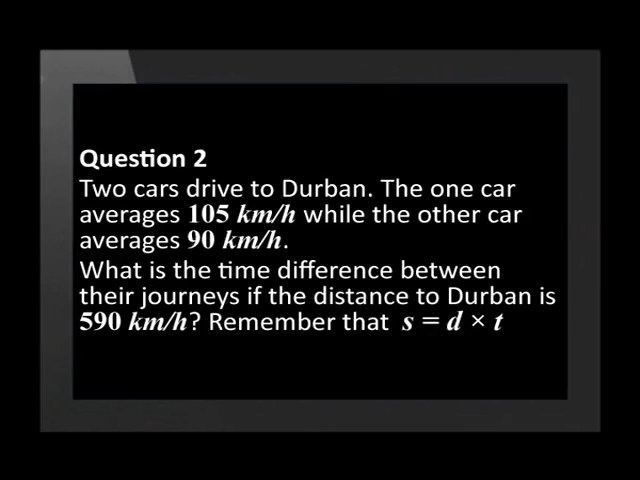 Question 2
Two cars drive to Durban. The one car
averages 105 km/h while the other car
averages 90 km/h.
What is the time difference between
their journeys if the distance to Durban is
590 km/h? Remember that s = d × t